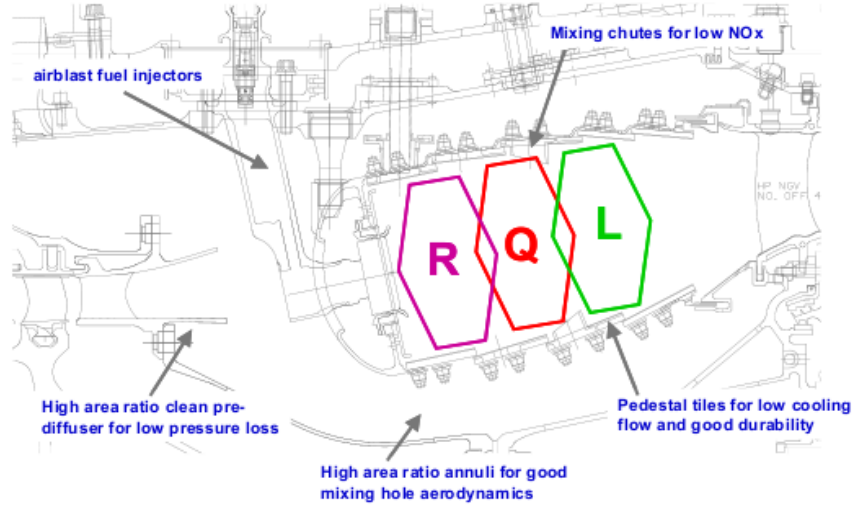 Mixing chutes for low NOx
airblast fuel injectors
HP NGV
NO. OFF 4
R
Q
L
High area ratio clean pre-
diffuser for low pressure loss
Pedestal tiles for low cooling
flow and good durability
High area ratio annuli for good
mixing hole aerodynamics